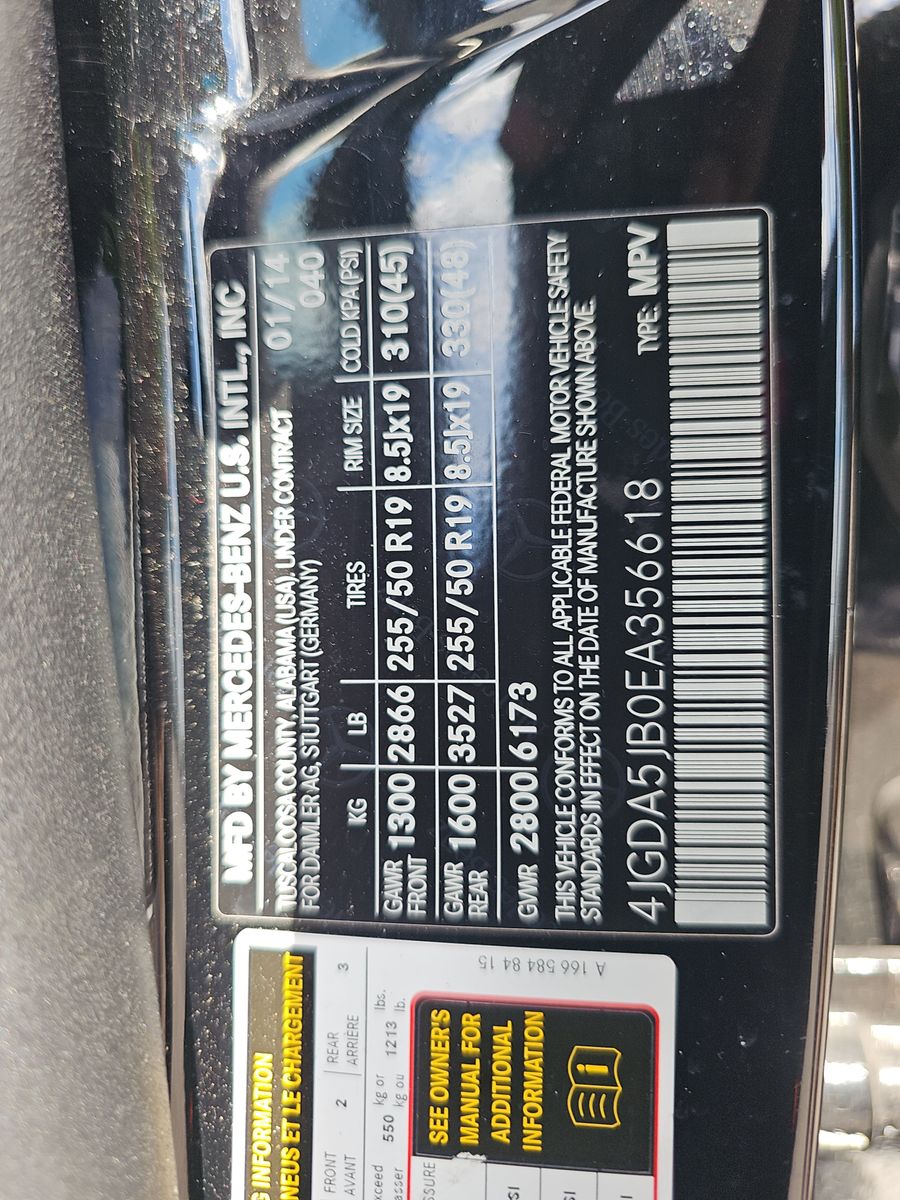 MFD BY MERCEDES-BENZ U.S. INTL., INC
TUSCALOOSA COUNTY, ALABAMA (USA), UNDER CONTRACT 01/14
FOR DAIMLER AG, STUTTGART (GERMANY) 040
KG LB TIRES RIM SIZE COLD KPA (PSI)
GAWR FRONT 1300 2866 255/50 R19 8.5Jx19 310(45)
GAWR REAR 1600 3527 255/50 R19 8.5Jx19 330(48)
GVWR 2800 6173
THIS VEHICLE CONFORMS TO ALL APPLICABLE FEDERAL MOTOR VEHICLE SAFETY
STANDARDS IN EFFECT ON THE DATE OF MANUFACTURE SHOWN ABOVE.
4JGDA5JB0EA356618 TYPE: MPV
INFORMATION
NEUS ET LE CHARGEMENT
FRONT 2 REAR 3
AVANT ARRIÈRE
xceed 550 kg or 1213 lbs.
asser kg ou lb.
SSURE
SEE OWNER'S
MANUAL FOR
ADDITIONAL
INFORMATION
A 166 584 84 15